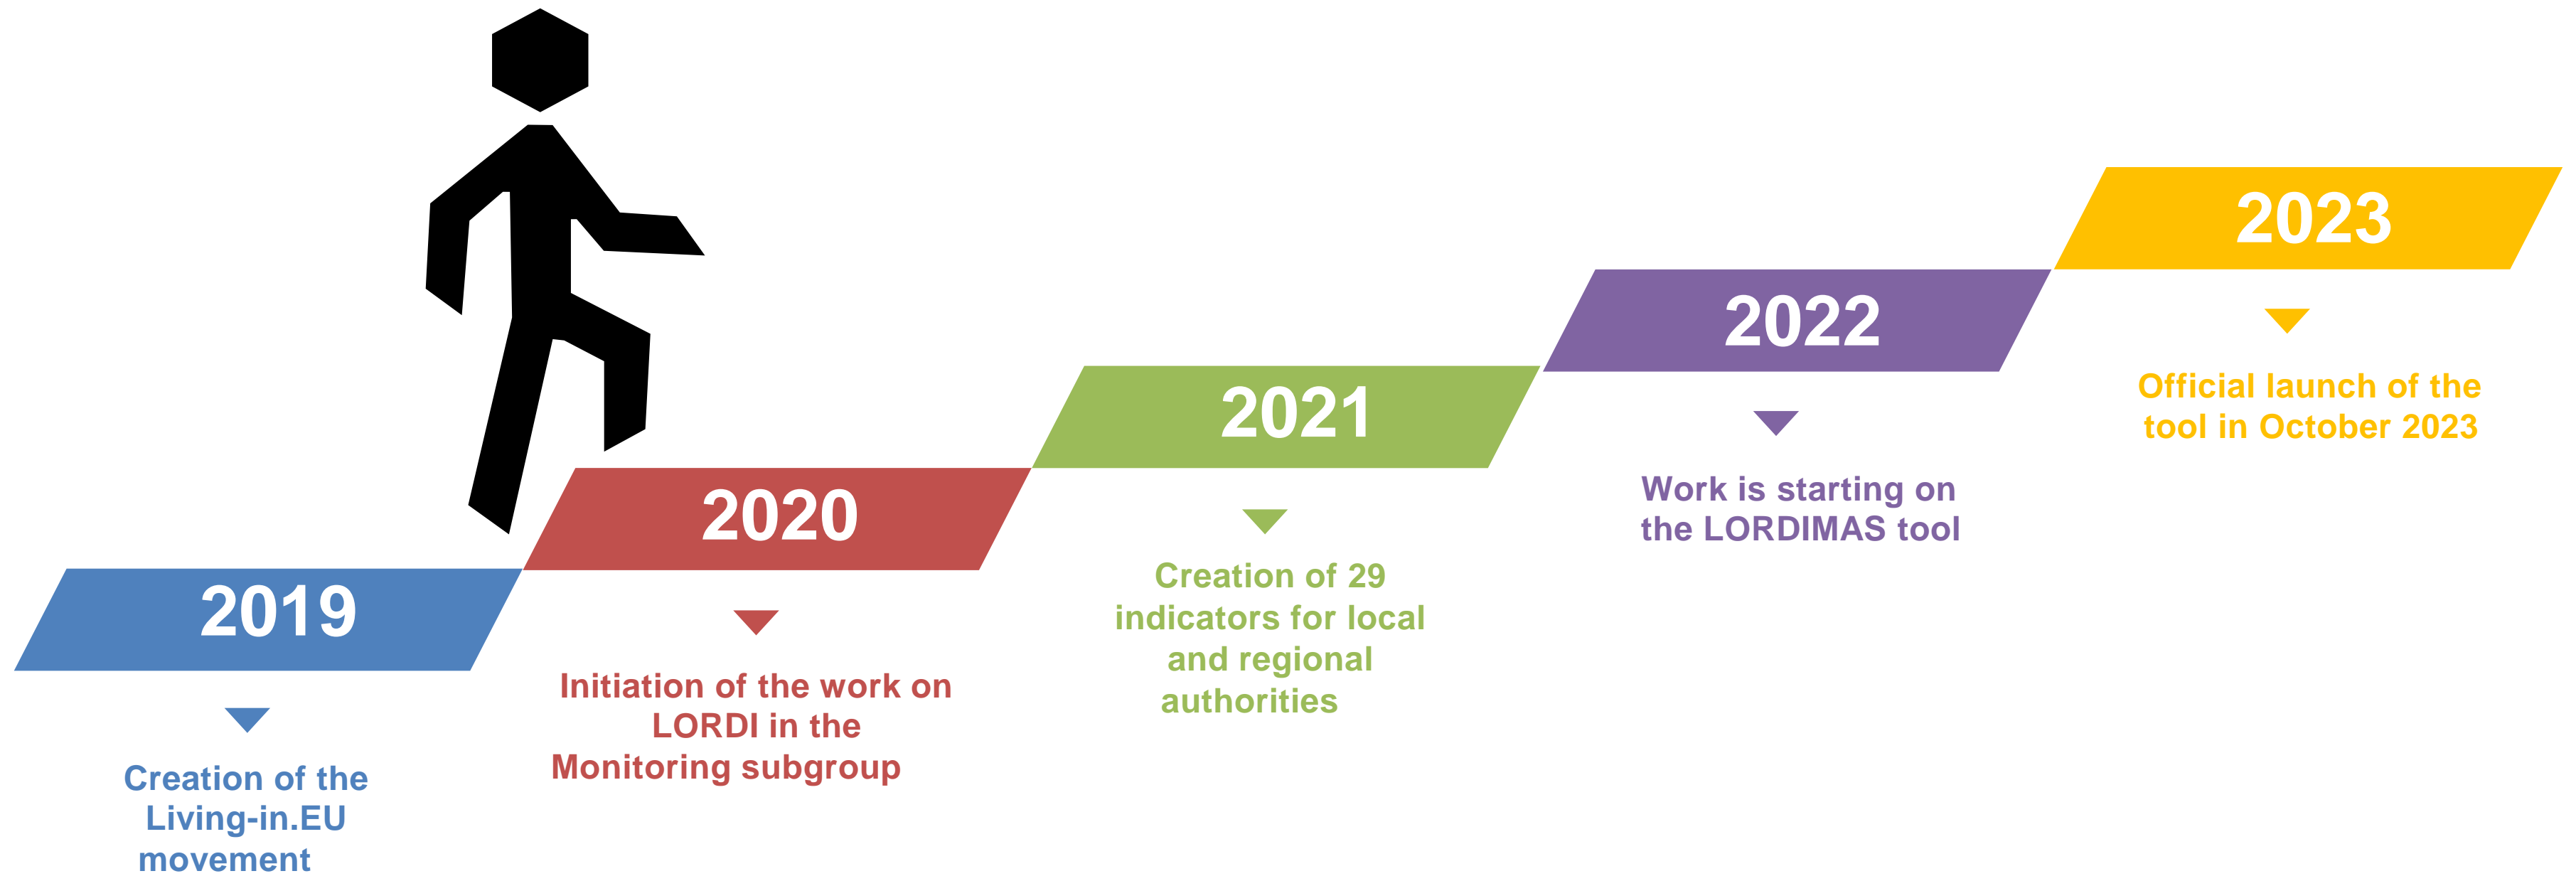 2019
Creation of the
Living-in.EU
movement
2020
Initiation of the work on
LORDI in the
Monitoring subgroup
2021
Creation of 29
indicators for local
and regional
authorities
2022
Work is starting on
the LORDIMAS tool
2023
Official launch of the
tool in October 2023